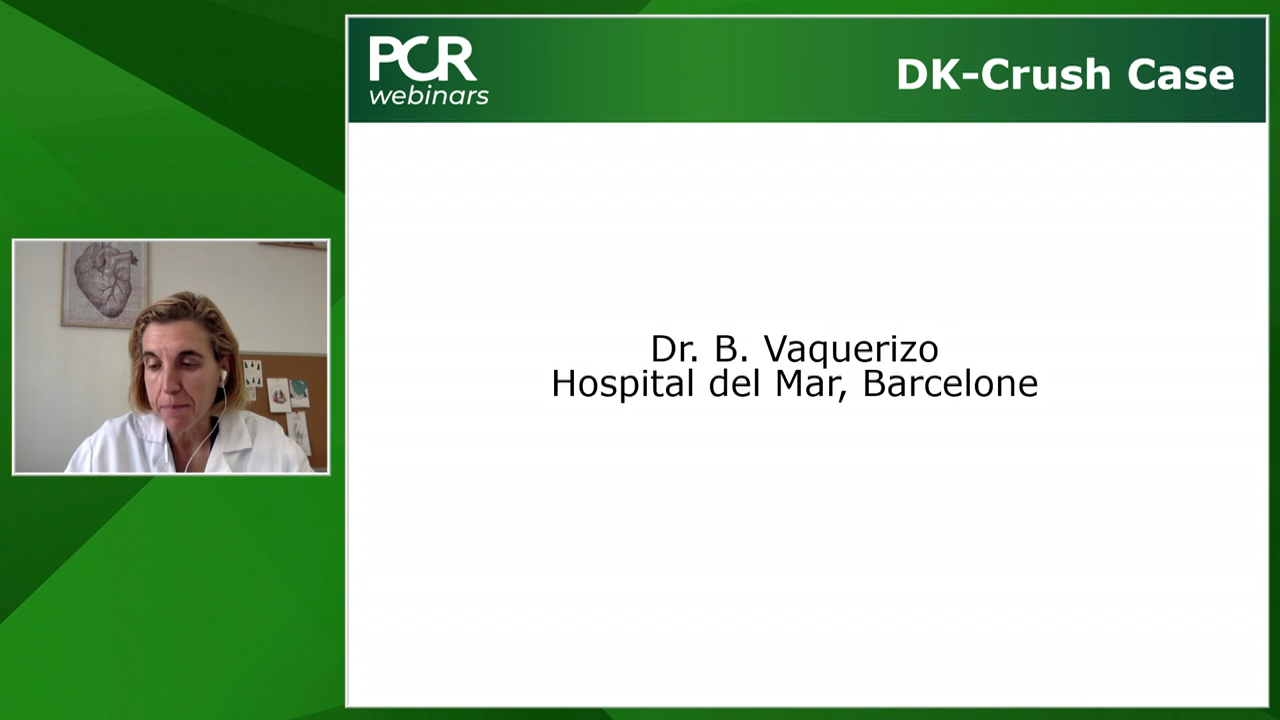 PCR
webinars
DK-Crush Case
Dr. B. Vaquerizo
Hospital del Mar, Barcelone